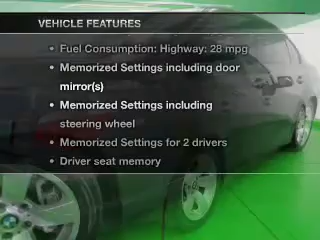 VEHICLE FEATURES
• Fuel Consumption: Highway: 28 mpg
• Memorized Settings including door
mirror(s)
• Memorized Settings including
steering wheel
• Memorized Settings for 2 drivers
• Driver seat memory